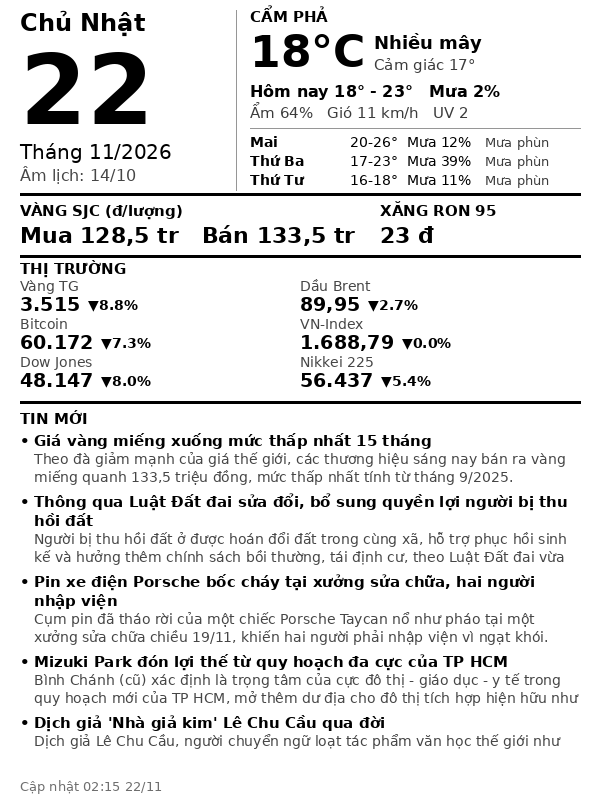 Chủ Nhật
22
Tháng 11/2026
Âm lịch: 14/10
CẨM PHẢ
18°C Nhiều mây
Cảm giác 17°
Hôm nay 18° - 23° Mưa 2%
Ẩm 64% Gió 11 km/h UV 2
Mai 20-26° Mưa 12% Mưa phùn
Thứ Ba 17-23° Mưa 39% Mưa phùn
Thứ Tư 16-18° Mưa 11% Mưa phùn
VÀNG SJC (đ/lượng)
Mua 128,5 tr Bán 133,5 tr
XĂNG RON 95
23 đ
THỊ TRƯỜNG
Vàng TG
3.515 ▼8.8%
Dầu Brent
89,95 ▼2.7%
Bitcoin
60.172 ▼7.3%
VN-Index
1.688,79 ▼0.0%
Dow Jones
48.147 ▼8.0%
Nikkei 225
56.437 ▼5.4%
TIN MỚI
• Giá vàng miếng xuống mức thấp nhất 15 tháng
Theo đà giảm mạnh của giá thế giới, các thương hiệu sáng nay bán ra vàng
miếng quanh 133,5 triệu đồng, mức thấp nhất tính từ tháng 9/2025.
• Thông qua Luật Đất đai sửa đổi, bổ sung quyền lợi người bị thu
hồi đất
Người bị thu hồi đất ở được hoán đổi đất trong cùng xã, hỗ trợ phục hồi sinh
kế và hưởng thêm chính sách bồi thường, tái định cư, theo Luật Đất đai vừa
• Pin xe điện Porsche bốc cháy tại xưởng sửa chữa, hai người
nhập viện
Cụm pin đã tháo rời của một chiếc Porsche Taycan nổ như pháo tại một
xưởng sửa chữa chiều 19/11, khiến hai người phải nhập viện vì ngạt khói.
• Mizuki Park đón lợi thế từ quy hoạch đa cực của TP HCM
Bình Chánh (cũ) xác định là trọng tâm của cực đô thị - giáo dục - y tế trong
quy hoạch mới của TP HCM, mở thêm dư địa cho đô thị tích hợp hiện hữu như
• Dịch giả 'Nhà giả kim' Lê Chu Cầu qua đời
Dịch giả Lê Chu Cầu, người chuyển ngữ loạt tác phẩm văn học thế giới như
Cập nhật 02:15 22/11